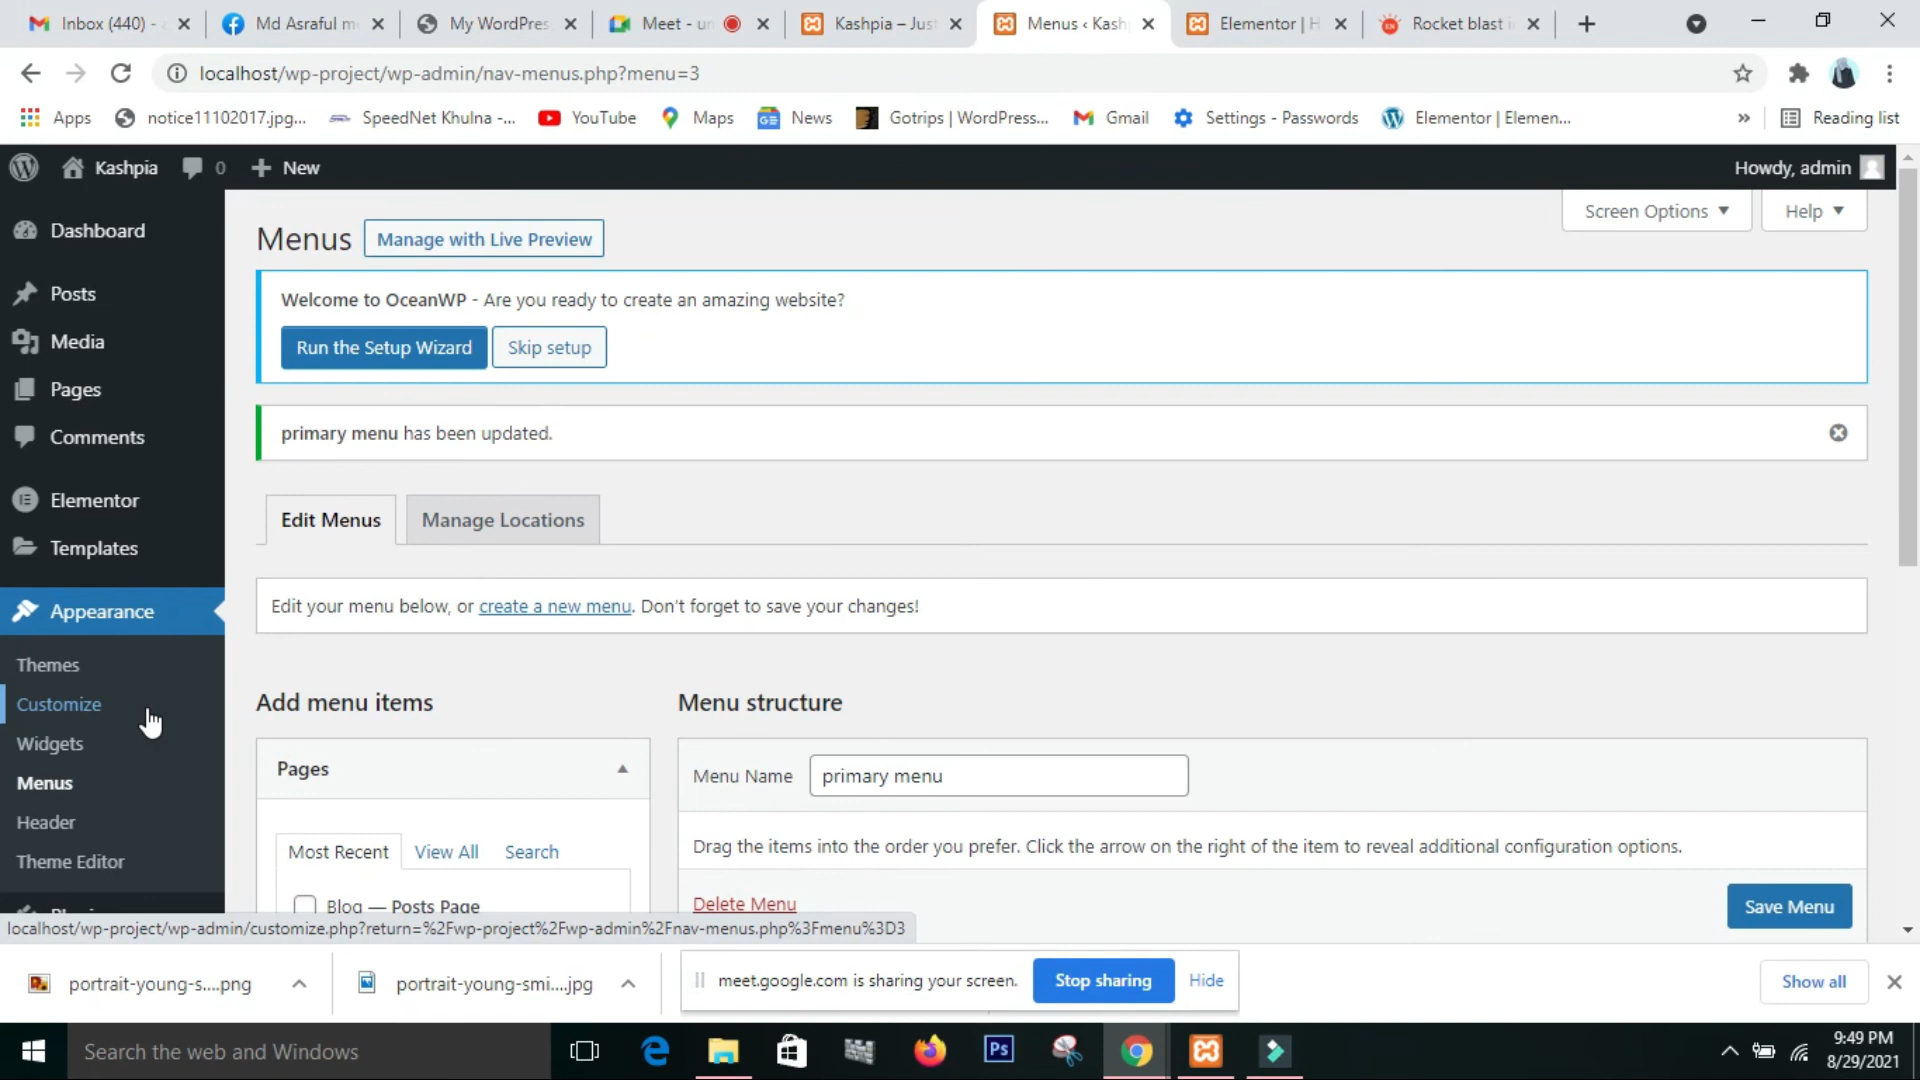 Inbox (440) -
Md Asraful m
My WordPres
Meet - u
Kashpia – Jus
Menus ‹ Kash
Elementor | H
Rocket blast i
localhost/wp-project/wp-admin/nav-menus.php?menu=3
Apps
notice11102017.jpg...
SpeedNet Khulna -...
YouTube
Maps
News
Gotrips | WordPress...
Gmail
Settings - Passwords
Elementor | Elemen...
»
Reading list
Kashpia
0
New
Howdy, admin
Screen Options
Help
Dashboard
Posts
Media
Pages
Comments
Elementor
Templates
Appearance
Themes
Customize
Widgets
Menus
Header
Theme Editor
Menus
Manage with Live Preview
Welcome to OceanWP - Are you ready to create an amazing website?
Run the Setup Wizard
Skip setup
primary menu has been updated.
Edit Menus
Manage Locations
Edit your menu below, or create a new menu. Don't forget to save your changes!
Add menu items
Menu structure
Pages
Menu Name
primary menu
Most Recent
View All
Search
Drag the items into the order you prefer. Click the arrow on the right of the item to reveal additional configuration options.
Blog — Posts Page
Delete Menu
Save Menu
localhost/wp-project/wp-admin/customize.php?return=%2Fwp-project%2Fwp-admin%2Fnav-menus.php%3Fmenu%3D3
portrait-young-s....png
portrait-young-smi....jpg
meet.google.com is sharing your screen.
Stop sharing
Hide
Show all
Search the web and Windows
Ps
9:49 PM
8/29/2021